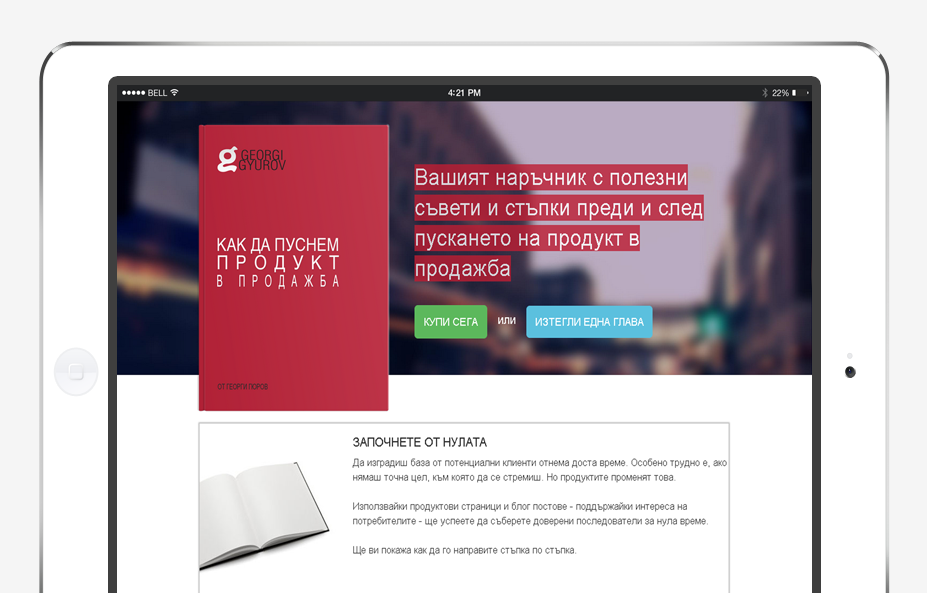 BELL
4:21 PM
22%
GEORGI
GYUROV
КАК ДА ПУСНЕМ
ПРОДУКТ
В ПРОДАЖБА
ОТ ГЕОРГИ ГЮРОВ
Вашият наръчник с полезни
съвети и стъпки преди и след
пускането на продукт в
продажба
КУПИ СЕГА
ИЛИ
ИЗТЕГЛИ ЕДНА ГЛАВА
ЗАПОЧНЕТЕ ОТ НУЛАТА
Да изградиш база от потенциални клиенти отнема доста време. Особено трудно е, ако
нямаш точна цел, към която да се стремиш. Но продуктите променят това.
Използвайки продуктови страници и блог постове - поддържайки интереса на
потребителите - ще успеете да съберете доверени последователи за нула време.
Ще ви покажа как да го направите стъпка по стъпка.